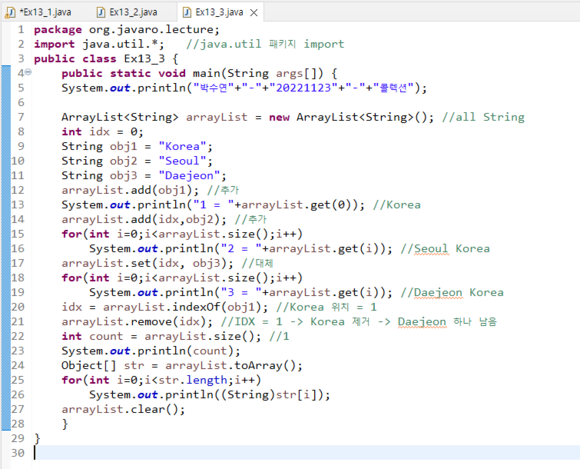 *Ex13_1.java Ex13_2.java Ex13_3.java
1 package org.javaro.lecture;
2 import java.util.*; //java.util 패키지 import
3 public class Ex13_3 {
4 public static void main(String args[]) {
5 System.out.println("박수연"+"-"+"20221123"+"-"+"콜렉션");
6
7 ArrayList<String> arrayList = new ArrayList<String>(); //all String
8 int idx = 0;
9 String obj1 = "Korea";
10 String obj2 = "Seoul";
11 String obj3 = "Daejeon";
12 arrayList.add(obj1); //추가
13 System.out.println("1 = "+arrayList.get(0)); //Korea
14 arrayList.add(idx,obj2); //추가
15 for(int i=0;i<arrayList.size();i++)
16 System.out.println("2 = "+arrayList.get(i)); //Seoul Korea
17 arrayList.set(idx, obj3); //대체
18 for(int i=0;i<arrayList.size();i++)
19 System.out.println("3 = "+arrayList.get(i)); //Daejeon Korea
20 idx = arrayList.indexOf(obj1); //Korea 위치 = 1
21 arrayList.remove(idx); //IDX = 1 -> Korea 제거 -> Daejeon 하나 남음
22 int count = arrayList.size(); //1
23 System.out.println(count);
24 Object[] str = arrayList.toArray();
25 for(int i=0;i<str.length;i++)
26 System.out.println((String)str[i]);
27 arrayList.clear();
28 }
29 }
30